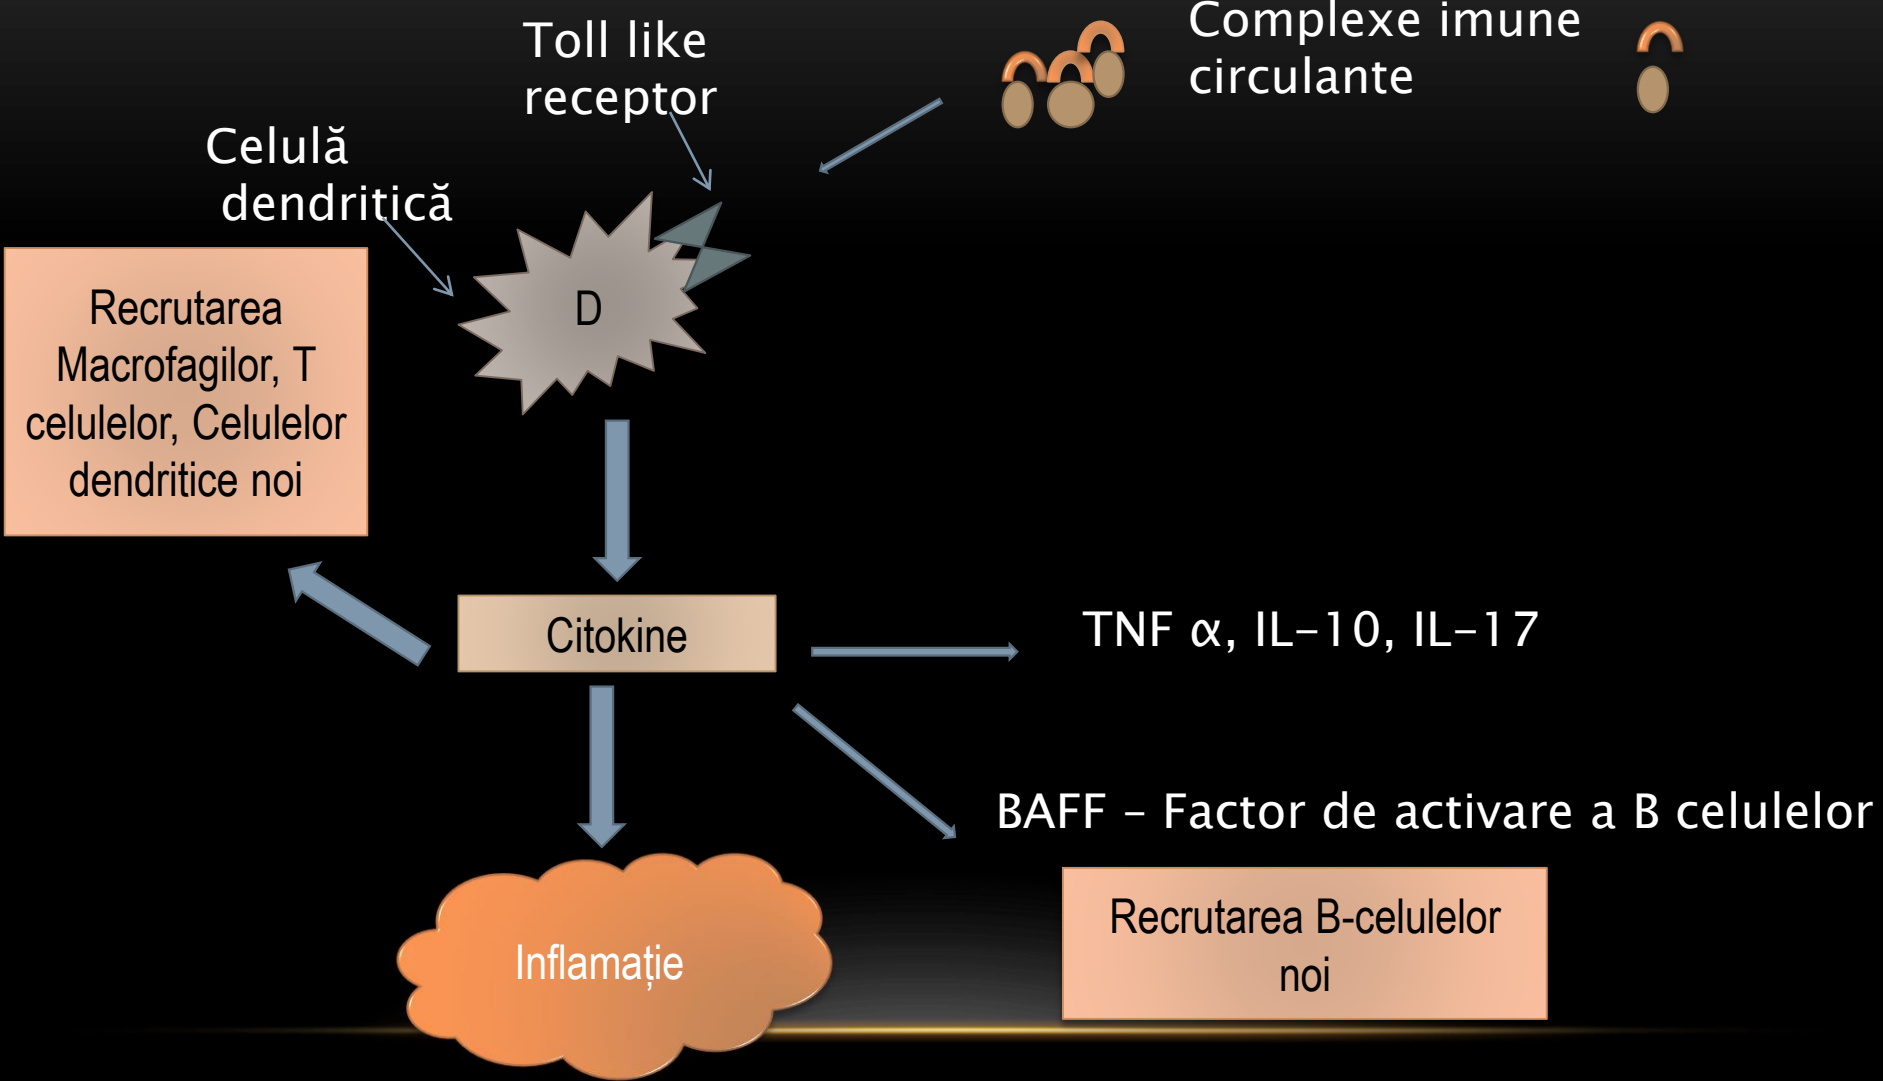 Toll like
receptor
Complexe imune
circulante
Celulă
dendritică
Recrutarea
Macrofagilor, T
celulelor, Celulelor
dendritice noi
D
Citokine
TNF α, IL-10, IL-17
BAFF – Factor de activare a B celulelor
Recrutarea B-celulelor
noi
Inflamație